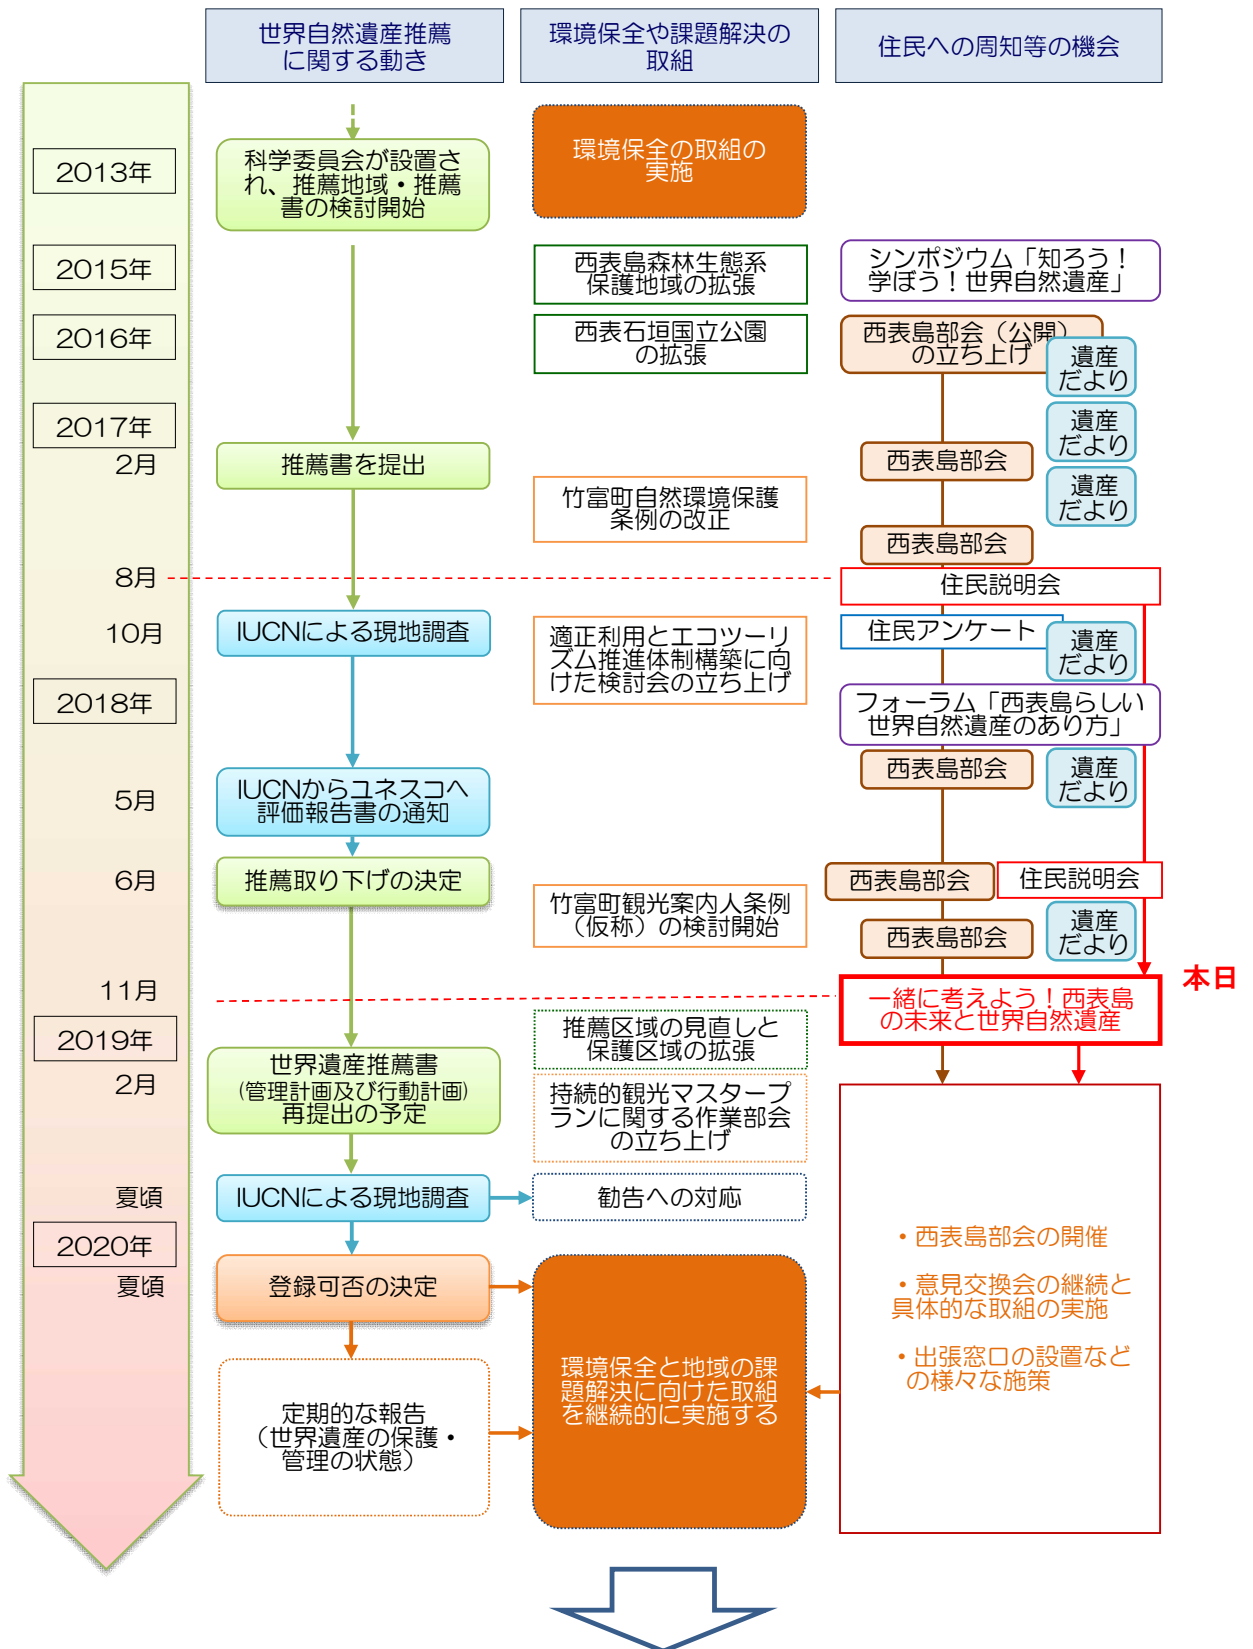 世界自然遺産推薦
に関する動き
環境保全や課題解決の
取組
住民への周知等の機会
2013年
科学委員会が設置さ
れ、推薦地域・推薦
書の検討開始
環境保全の取組の
実施
2015年
西表島森林生態系
保護地域の拡張
シンポジウム「知ろう!
学ぼう!世界自然遺産」
2016年
西表石垣国立公園
の拡張
西表島部会（公開）
の立ち上げ
遺産
だより
2017年
遺産
だより
2月
推薦書を提出
西表島部会
遺産
だより
竹富町自然環境保護
条例の改正
西表島部会
8月
住民説明会
10月
IUCNによる現地調査
適正利用とエコツーリ
ズム推進体制構築に向
けた検討会の立ち上げ
住民アンケート
遺産
だより
2018年
フォーラム「西表島らしい
世界自然遺産のあり方」
西表島部会
遺産
だより
5月
IUCNからユネスコへ
評価報告書の通知
6月
推薦取り下げの決定
西表島部会
住民説明会
竹富町観光案内人条例
（仮称）の検討開始
西表島部会
遺産
だより
本日
11月
一緒に考えよう!西表島
の未来と世界自然遺産
2019年
推薦区域の見直しと
保護区域の拡張
2月
世界遺産推薦書
(管理計画及び行動計画)
再提出の予定
持続的観光マスタープ
ランに関する作業部会
の立ち上げ
夏頃
IUCNによる現地調査
勧告への対応
2020年
夏頃
登録可否の決定
・西表島部会の開催
・意見交換会の継続と
具体的な取組の実施
・出張窓口の設置など
の様々な施策
環境保全と地域の課
題解決に向けた取組
を継続的に実施する
定期的な報告
（世界遺産の保護・
管理の状態）